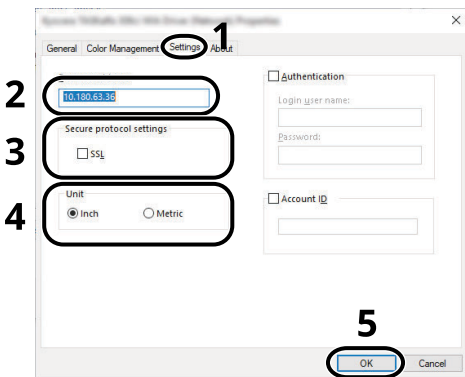 1
General Color Management Settings About
2
10.180.63.36
Authentication
Login user name:
Password:
3
Secure protocol settings
SSL
4
Unit
Inch Metric
Account ID
5
OK Cancel